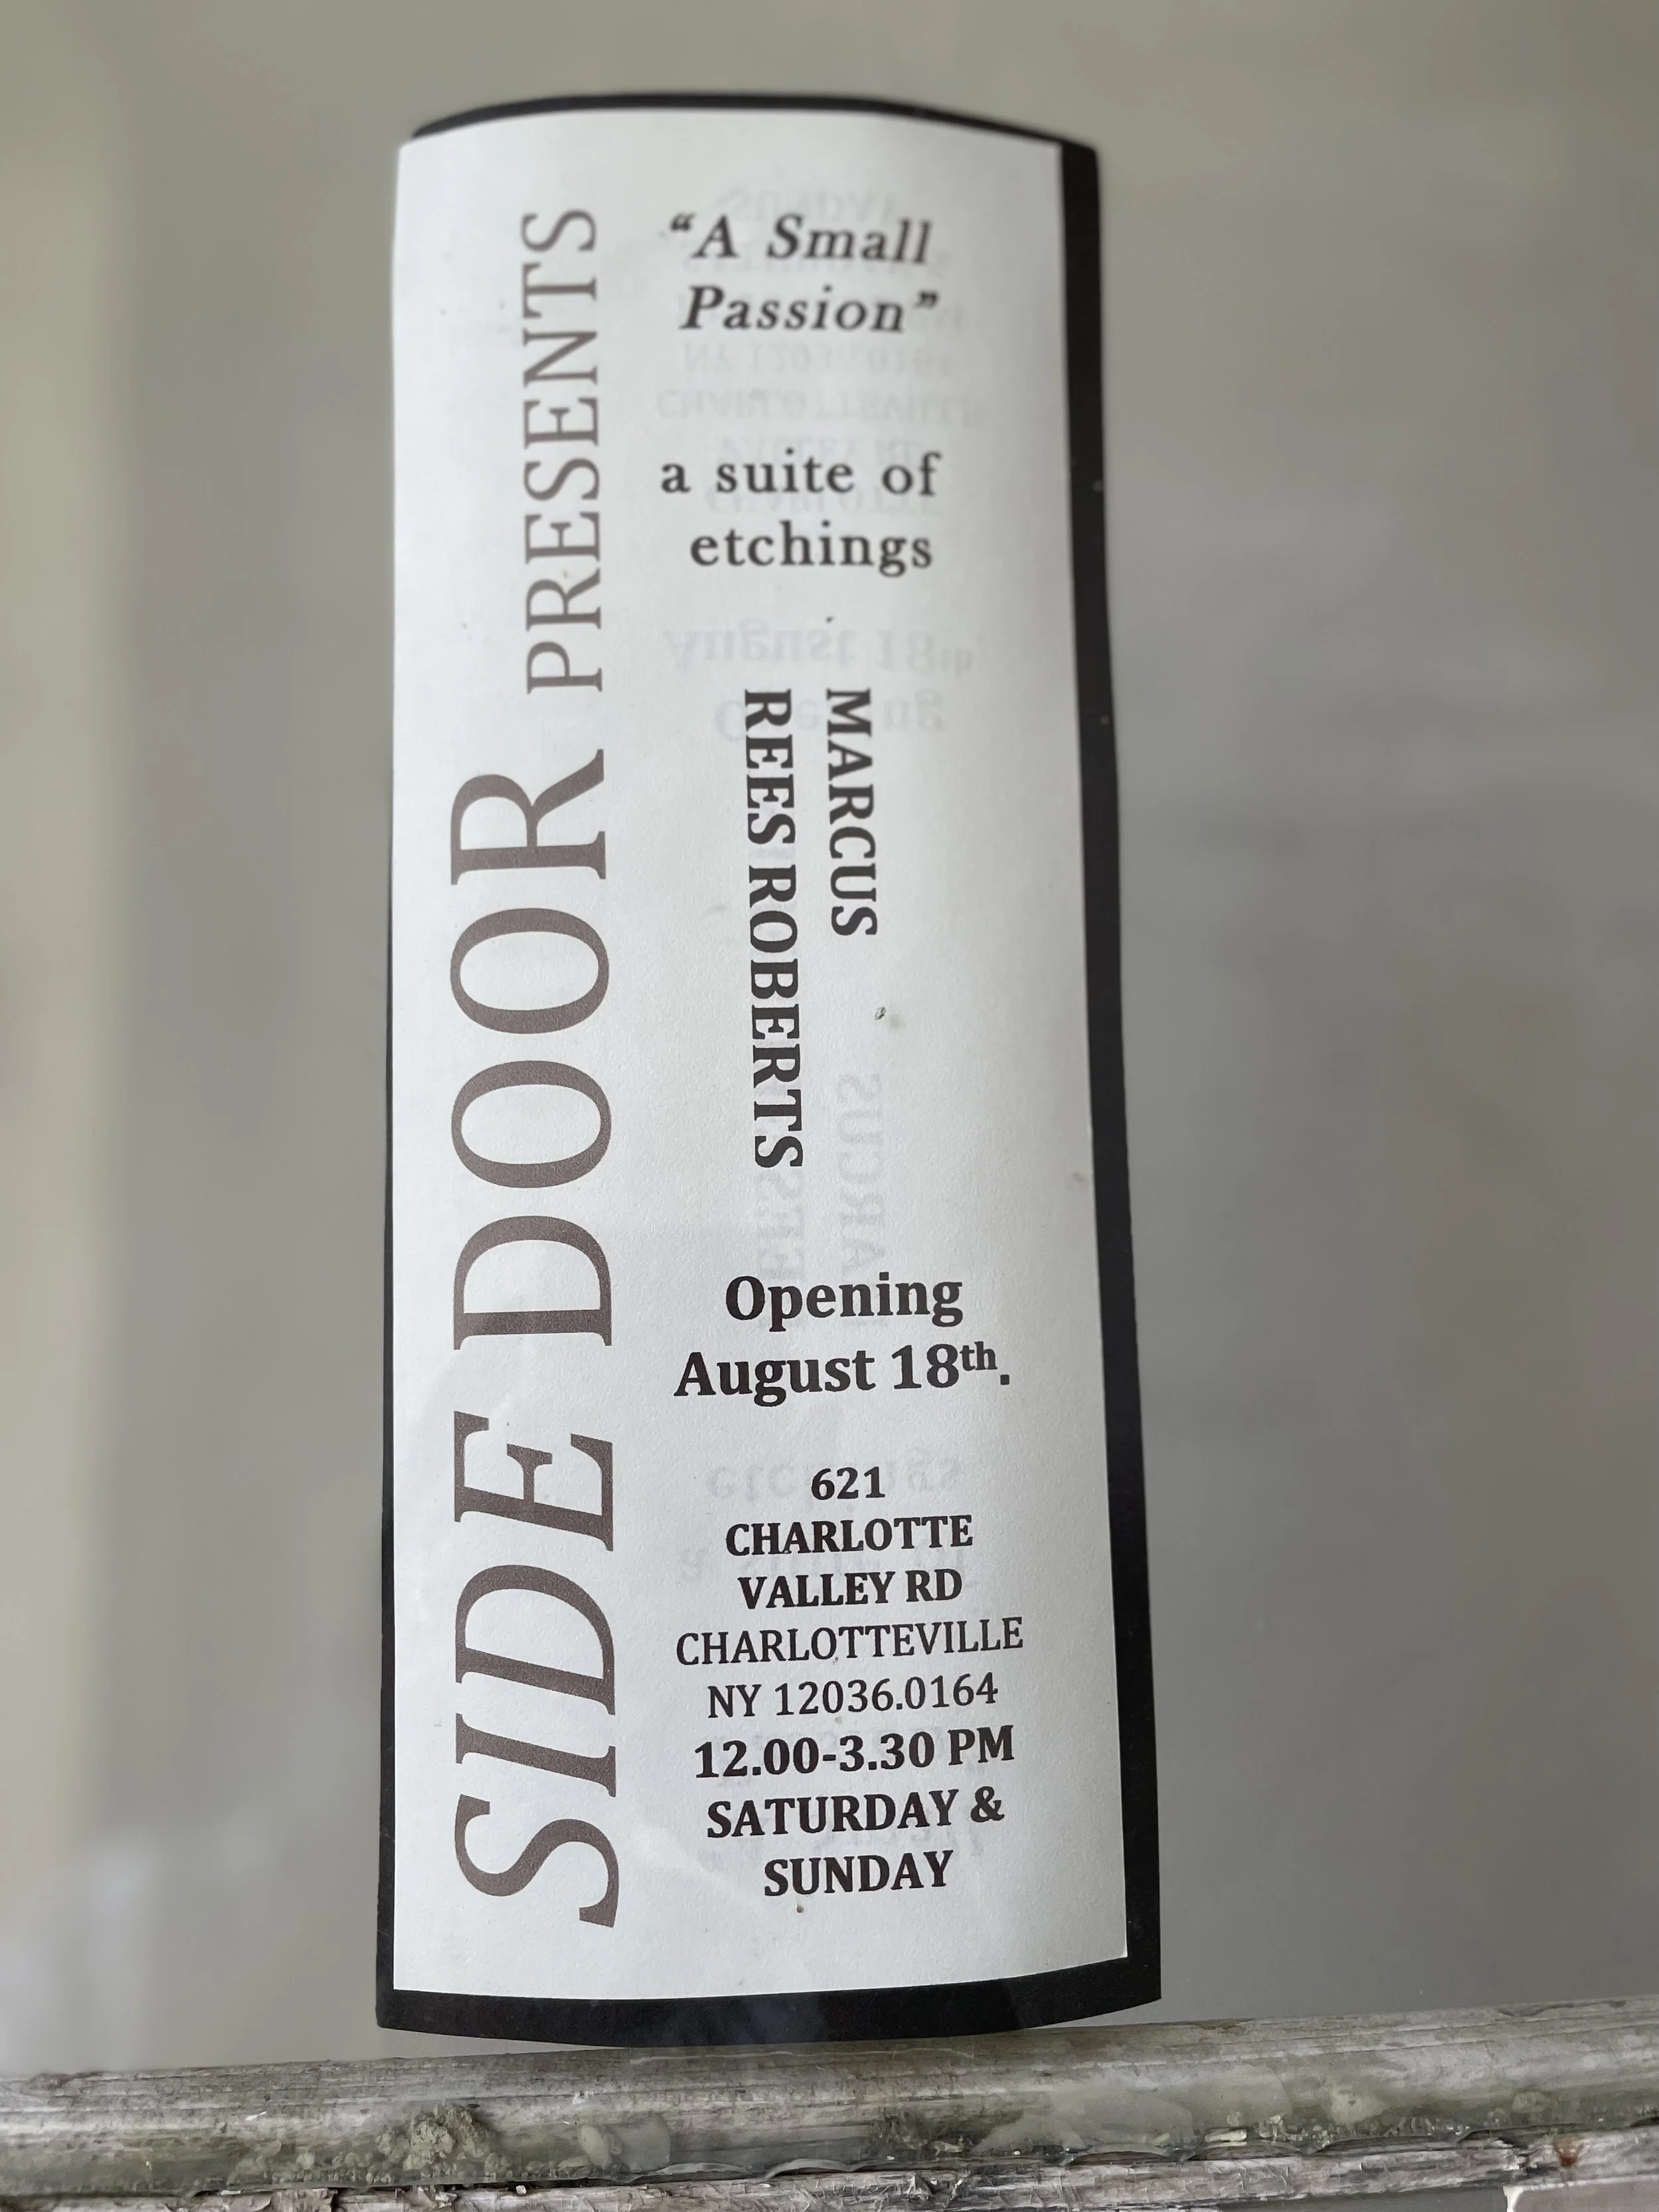 SIDE DOOR PRESENTS
“A Small
Passion”
a suite of
etchings
MARCUS
REES ROBERTS
Opening
August 18th.
621
CHARLOTTE
VALLEY RD
CHARLOTTEVILLE
NY 12036.0164
12.00-3.30 PM
SATURDAY &
SUNDAY